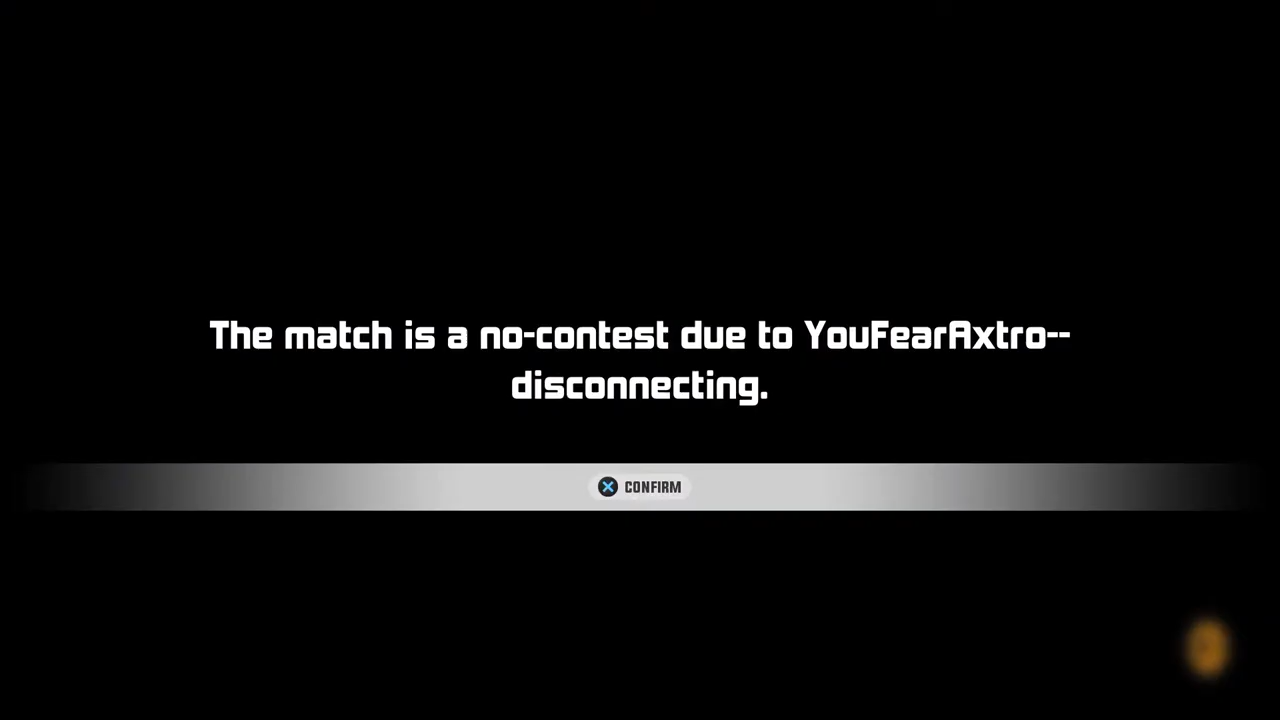 The match is a no-contest due to YouFearAxtro--
disconnecting.
CONFIRM